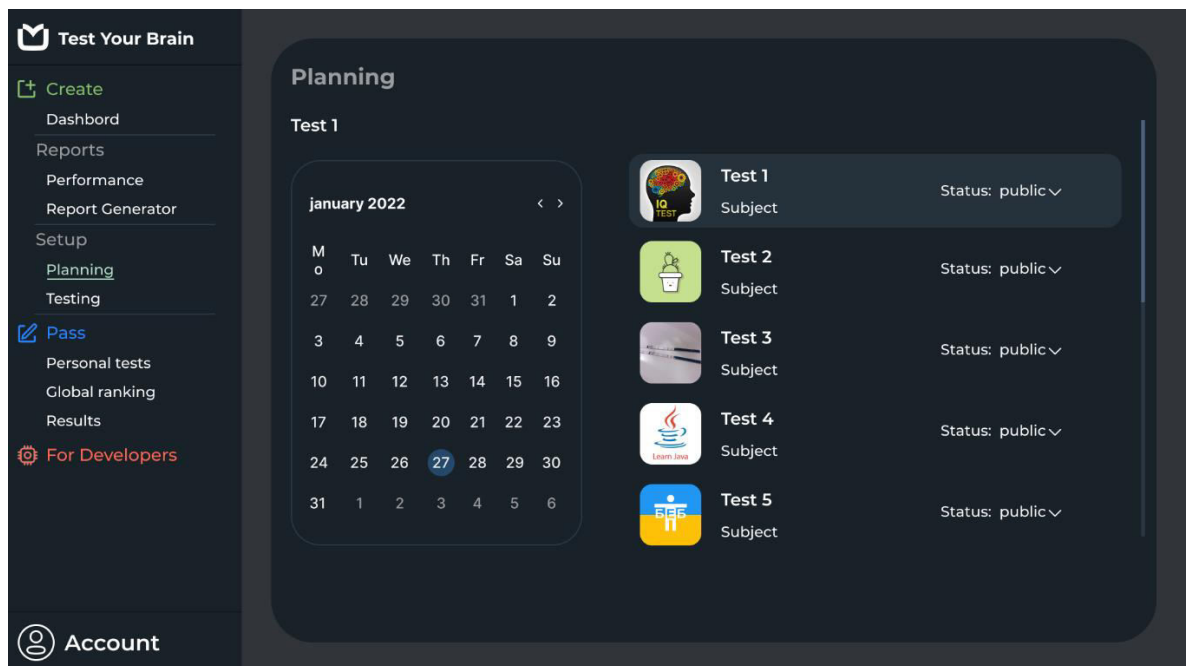 Test Your Brain
Create
Dashbord
Reports
Performance
Report Generator
Setup
Planning
Testing
Pass
Personal tests
Global ranking
Results
For Developers
Account
Planning
Test 1
january 2022 < >
Mo Tu We Th Fr Sa Su
27 28 29 30 31 1 2
3 4 5 6 7 8 9
10 11 12 13 14 15 16
17 18 19 20 21 22 23
24 25 26 27 28 29 30
31 1 2 3 4 5 6
IQ
TEST
Test 1
Subject
Status: public
Test 2
Subject
Status: public
Test 3
Subject
Status: public
Learn Java
Test 4
Subject
Status: public
БЕБ
Test 5
Subject
Status: public